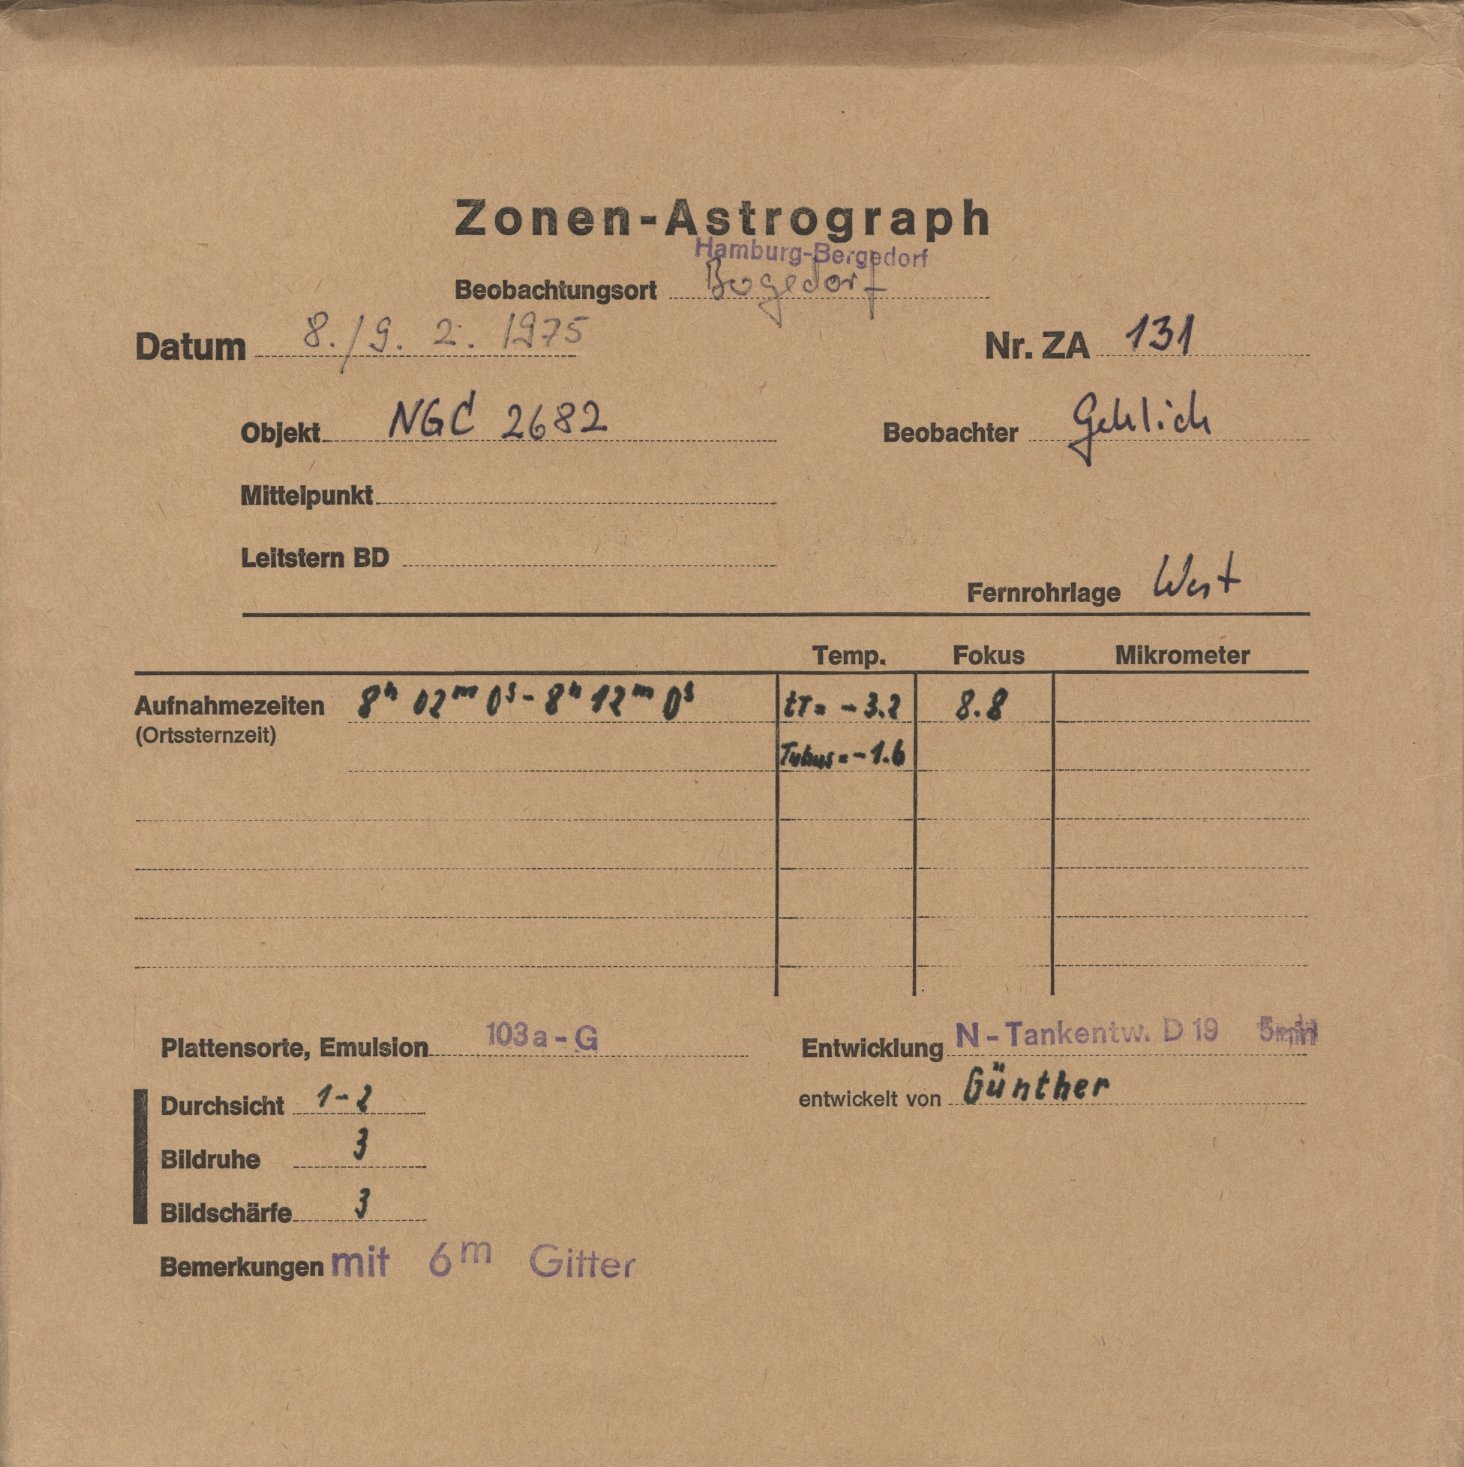 Zonen-Astrograph
Hamburg-Bergedorf
Beobachtungsort Bergedorf
Datum 8./9. 2. 1975 Nr. ZA 131
Objekt NGC 2682 Beobachter Gehlich
Mittelpunkt
Leitstern BD
Fernrohrlage West
Temp. Fokus Mikrometer
Aufnahmezeiten 8h 02m 0s - 8h 12m 0s tT= -3.2 8.8
(Ortssternzeit)
Tubus = -1.6
Plattensorte, Emulsion 103a-G Entwicklung N-Tankentw. D 19 5min
Durchsicht 1-2 entwickelt von Günther
Bildruhe 3
Bildschärfe 3
Bemerkungen mit 6m Gitter